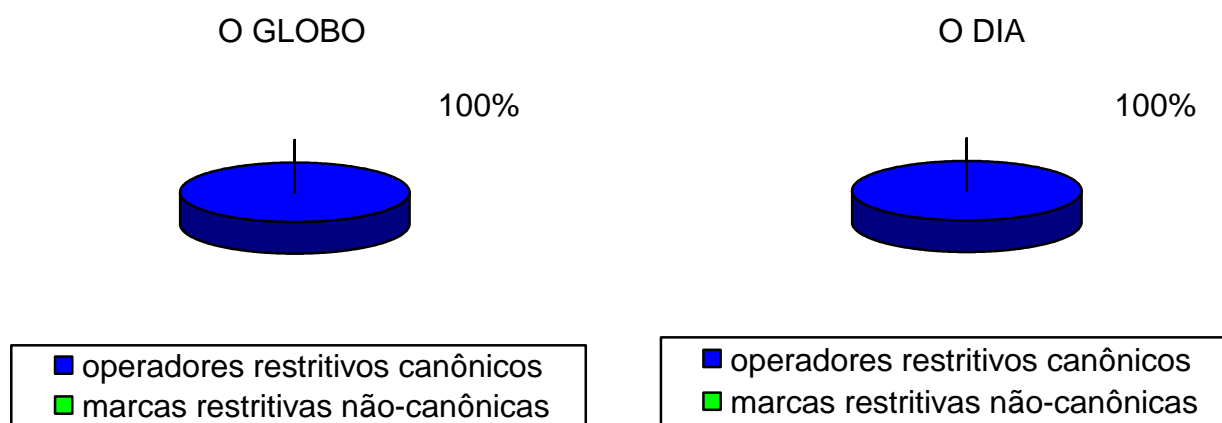 O GLOBO
100%
operadores restritivos canônicos
marcas restritivas não-canônicas
O DIA
100%
operadores restritivos canônicos
marcas restritivas não-canônicas